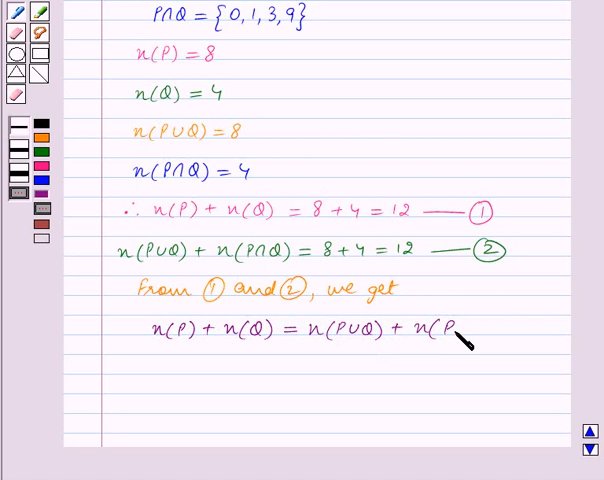 P∩Q = {0, 1, 3, 9}
n(P) = 8
n(Q) = 4
n(P∪Q) = 8
n(P∩Q) = 4
∴ n(P) + n(Q) = 8 + 4 = 12 —— ①
n(P∪Q) + n(P∩Q) = 8 + 4 = 12 —— ②
From ① and ②, we get
n(P) + n(Q) = n(P∪Q) + n(P